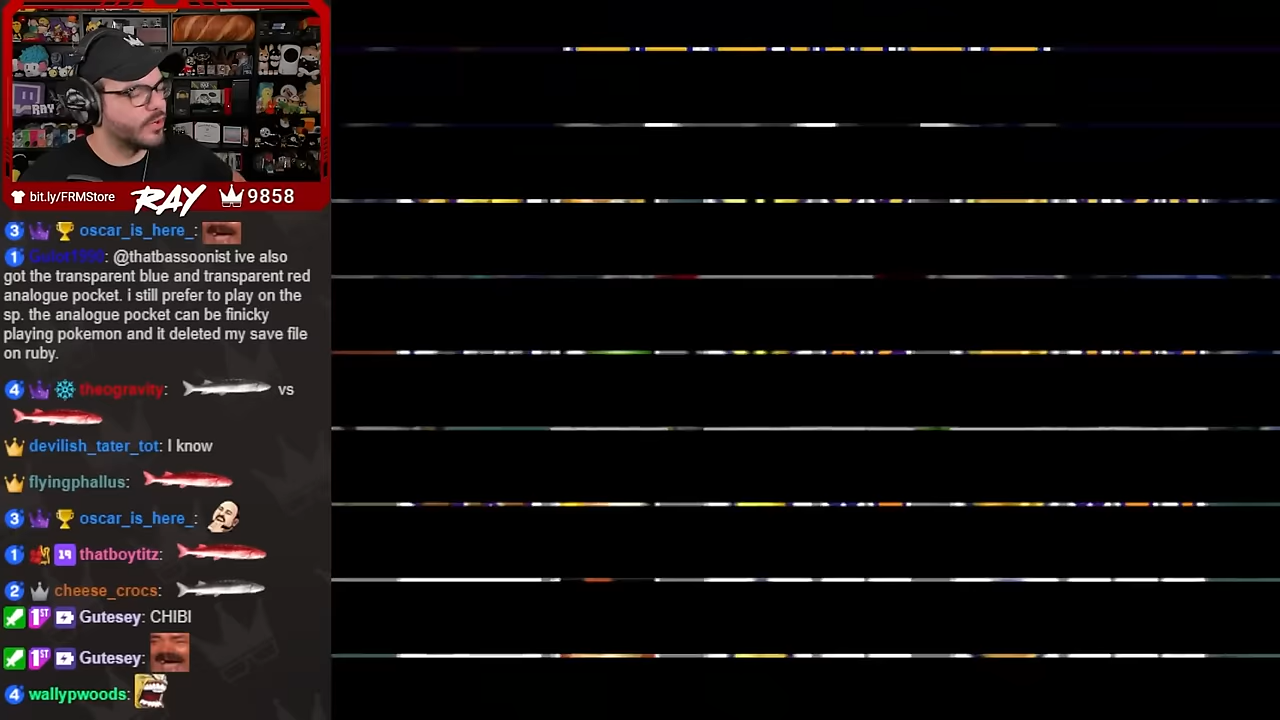 RAY
bit.ly/FRMStore RAY 9858
3 oscar_is_here_:
1 Guiot1998: @thatbassoonist ive also
got the transparent blue and transparent red
analogue pocket. i still prefer to play on the
sp. the analogue pocket can be finicky
playing pokemon and it deleted my save file
on ruby.
4 theogravity: vs
devilish_tater_tot: I know
flyingphallus:
3 oscar_is_here_:
1 19 thatboytitz:
2 cheese_crocs:
1ST Gutesey: CHIBI
1ST Gutesey:
4 wallypwoods: